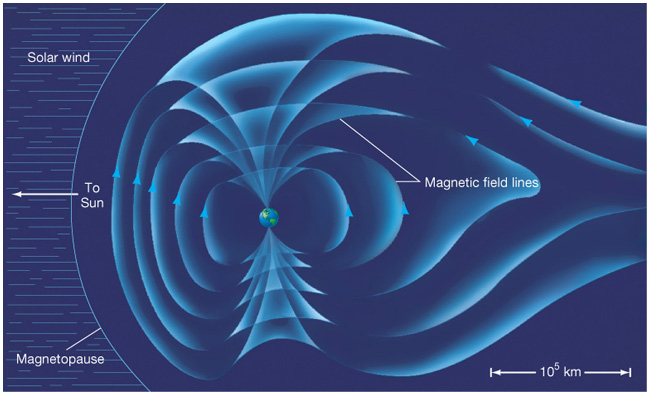 Solar wind
To
Sun
Magnetic field lines
Magnetopause
10⁵ km